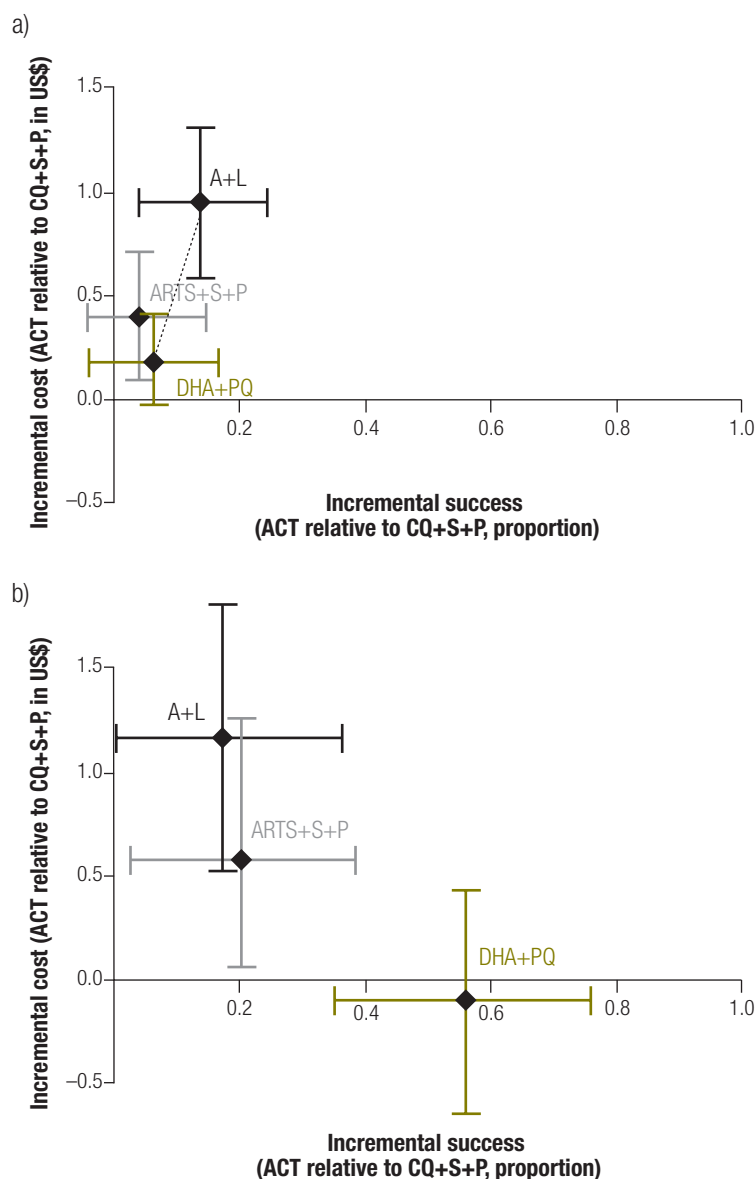 a)
Incremental cost (ACT relative to CQ+S+P, in US$)
1.5
1.0
0.5
0.0
–0.5
A+L
ARTS+S+P
DHA+PQ
0.2
0.4
0.6
0.8
1.0
Incremental success
(ACT relative to CQ+S+P, proportion)
b)
Incremental cost (ACT relative to CQ+S+P, in US$)
1.5
1.0
0.5
0.0
–0.5
A+L
ARTS+S+P
DHA+PQ
0.2
0.4
0.6
0.8
1.0
Incremental success
(ACT relative to CQ+S+P, proportion)